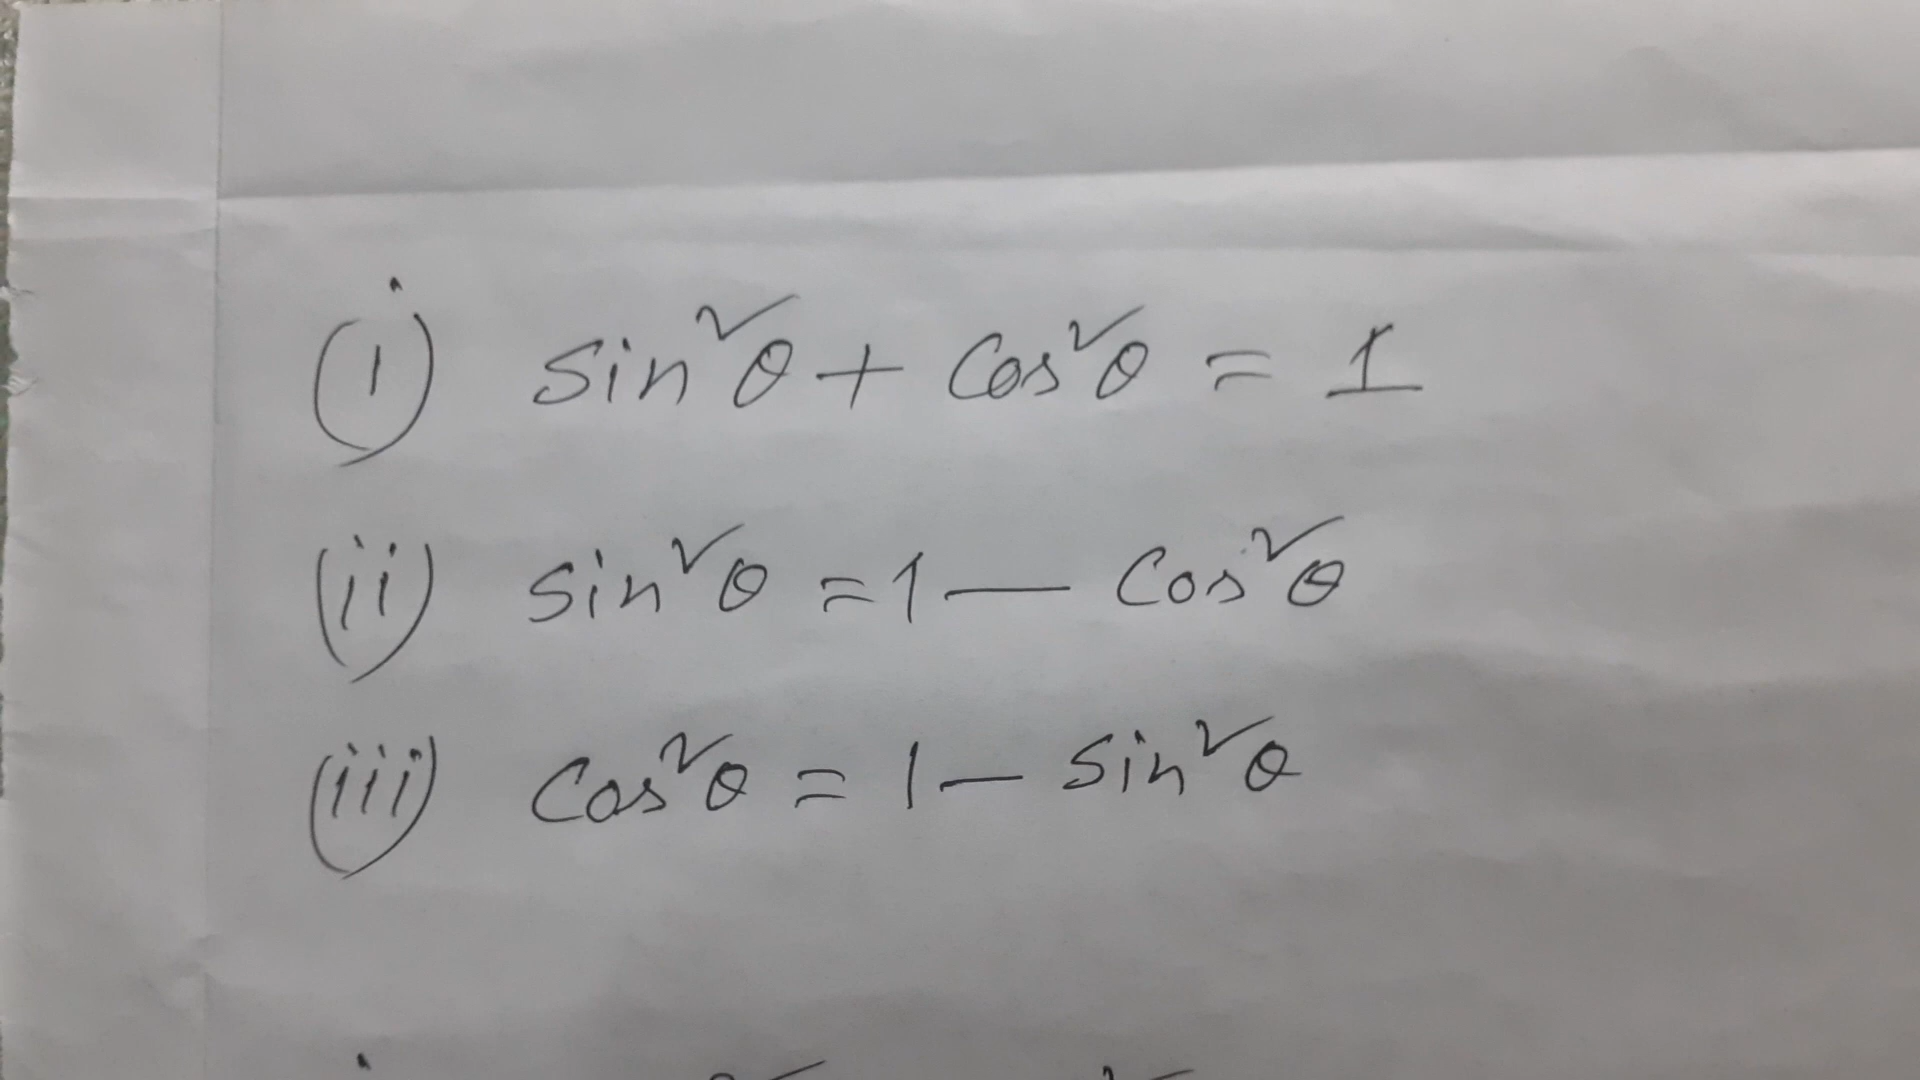 (i) sin²θ + cos²θ = 1
(ii) sin²θ = 1 — cos²θ
(iii) cos²θ = 1 — sin²θ